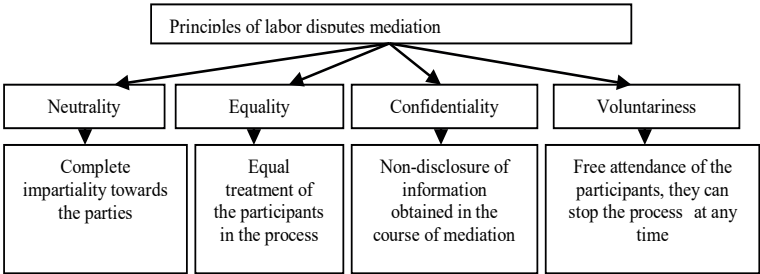 Principles of labor disputes mediation
Neutrality
Equality
Confidentiality
Voluntariness
Complete
impartiality towards
the parties
Equal
treatment of
the participants
in the process
Non-disclosure of
information
obtained in the
course of mediation
Free attendance of the
participants, they can
stop the process at any
time